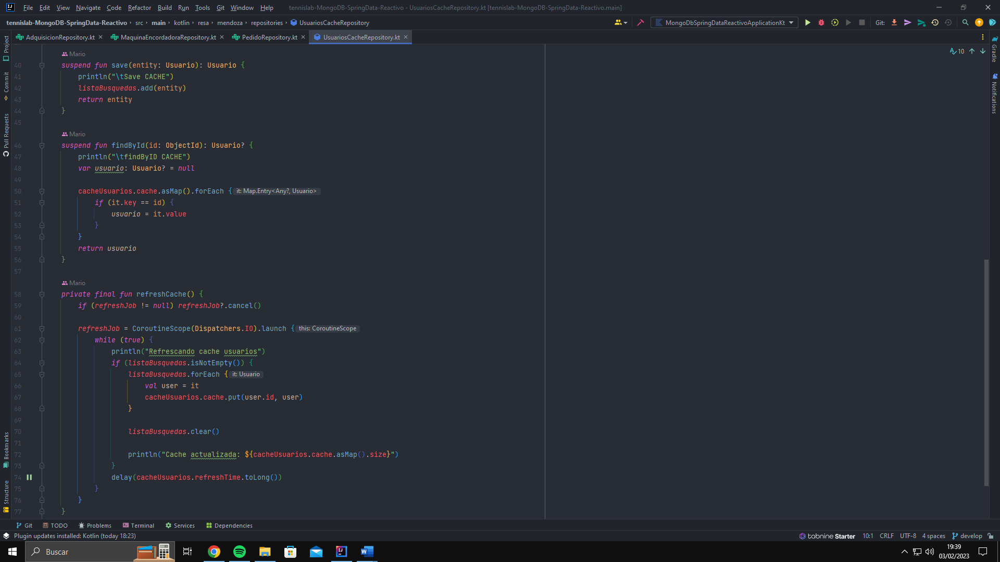 File Edit View Navigate Code Refactor Build Run Tools Git Window Help tennislab-MongoDB-SpringData-Reactivo - UsuariosCacheRepository.kt [tennislab-MongoDB-SpringData-Reactivo.main]
tennislab-MongoDB-SpringData-Reactivo src main kotlin resa mendoza repositories UsuariosCacheRepository MongoDbSpringDataReactivoApplicationKt Git:
AdquisicionRepository.kt MaquinaEncordadoraRepository.kt PedidoRepository.kt UsuariosCacheRepository.kt
Project
Commit
Pull Requests
Bookmarks
Structure
Gradle
Notifications
10
Mario
40 suspend fun save(entity: Usuario): Usuario {
41 println("\tSave CACHE")
42 listaBusquedas.add(entity)
43 return entity
44 }
45
Mario
46 suspend fun findById(id: ObjectId): Usuario? {
47 println("\tfindByID CACHE")
48 var usuario: Usuario? = null
49
50 cacheUsuarios.cache.asMap().forEach { it: Map.Entry<Any?, Usuario>
51 if (it.key == id) {
52 usuario = it.value
53 }
54 }
55 return usuario
56 }
57
Mario
58 private final fun refreshCache() {
59 if (refreshJob != null) refreshJob?.cancel()
60
61 refreshJob = CoroutineScope(Dispatchers.IO).launch { this: CoroutineScope
62 while (true) {
63 println("Refrescando cache usuarios")
64 if (listaBusquedas.isNotEmpty()) {
65 listaBusquedas.forEach { it: Usuario
66 val user = it
67 cacheUsuarios.cache.put(user.id, user)
68 }
69
70 listaBusquedas.clear()
71
72 println("Cache actualizada: ${cacheUsuarios.cache.asMap().size}")
73 }
74 delay(cacheUsuarios.refreshTime.toLong())
75 }
76 }
77 }
Git TODO Problems Terminal Services Dependencies
Plugin updates installed: Kotlin (today 18:23) tabnine Starter 10:1 CRLF UTF-8 4 spaces develop
Buscar
19:39
03/02/2023